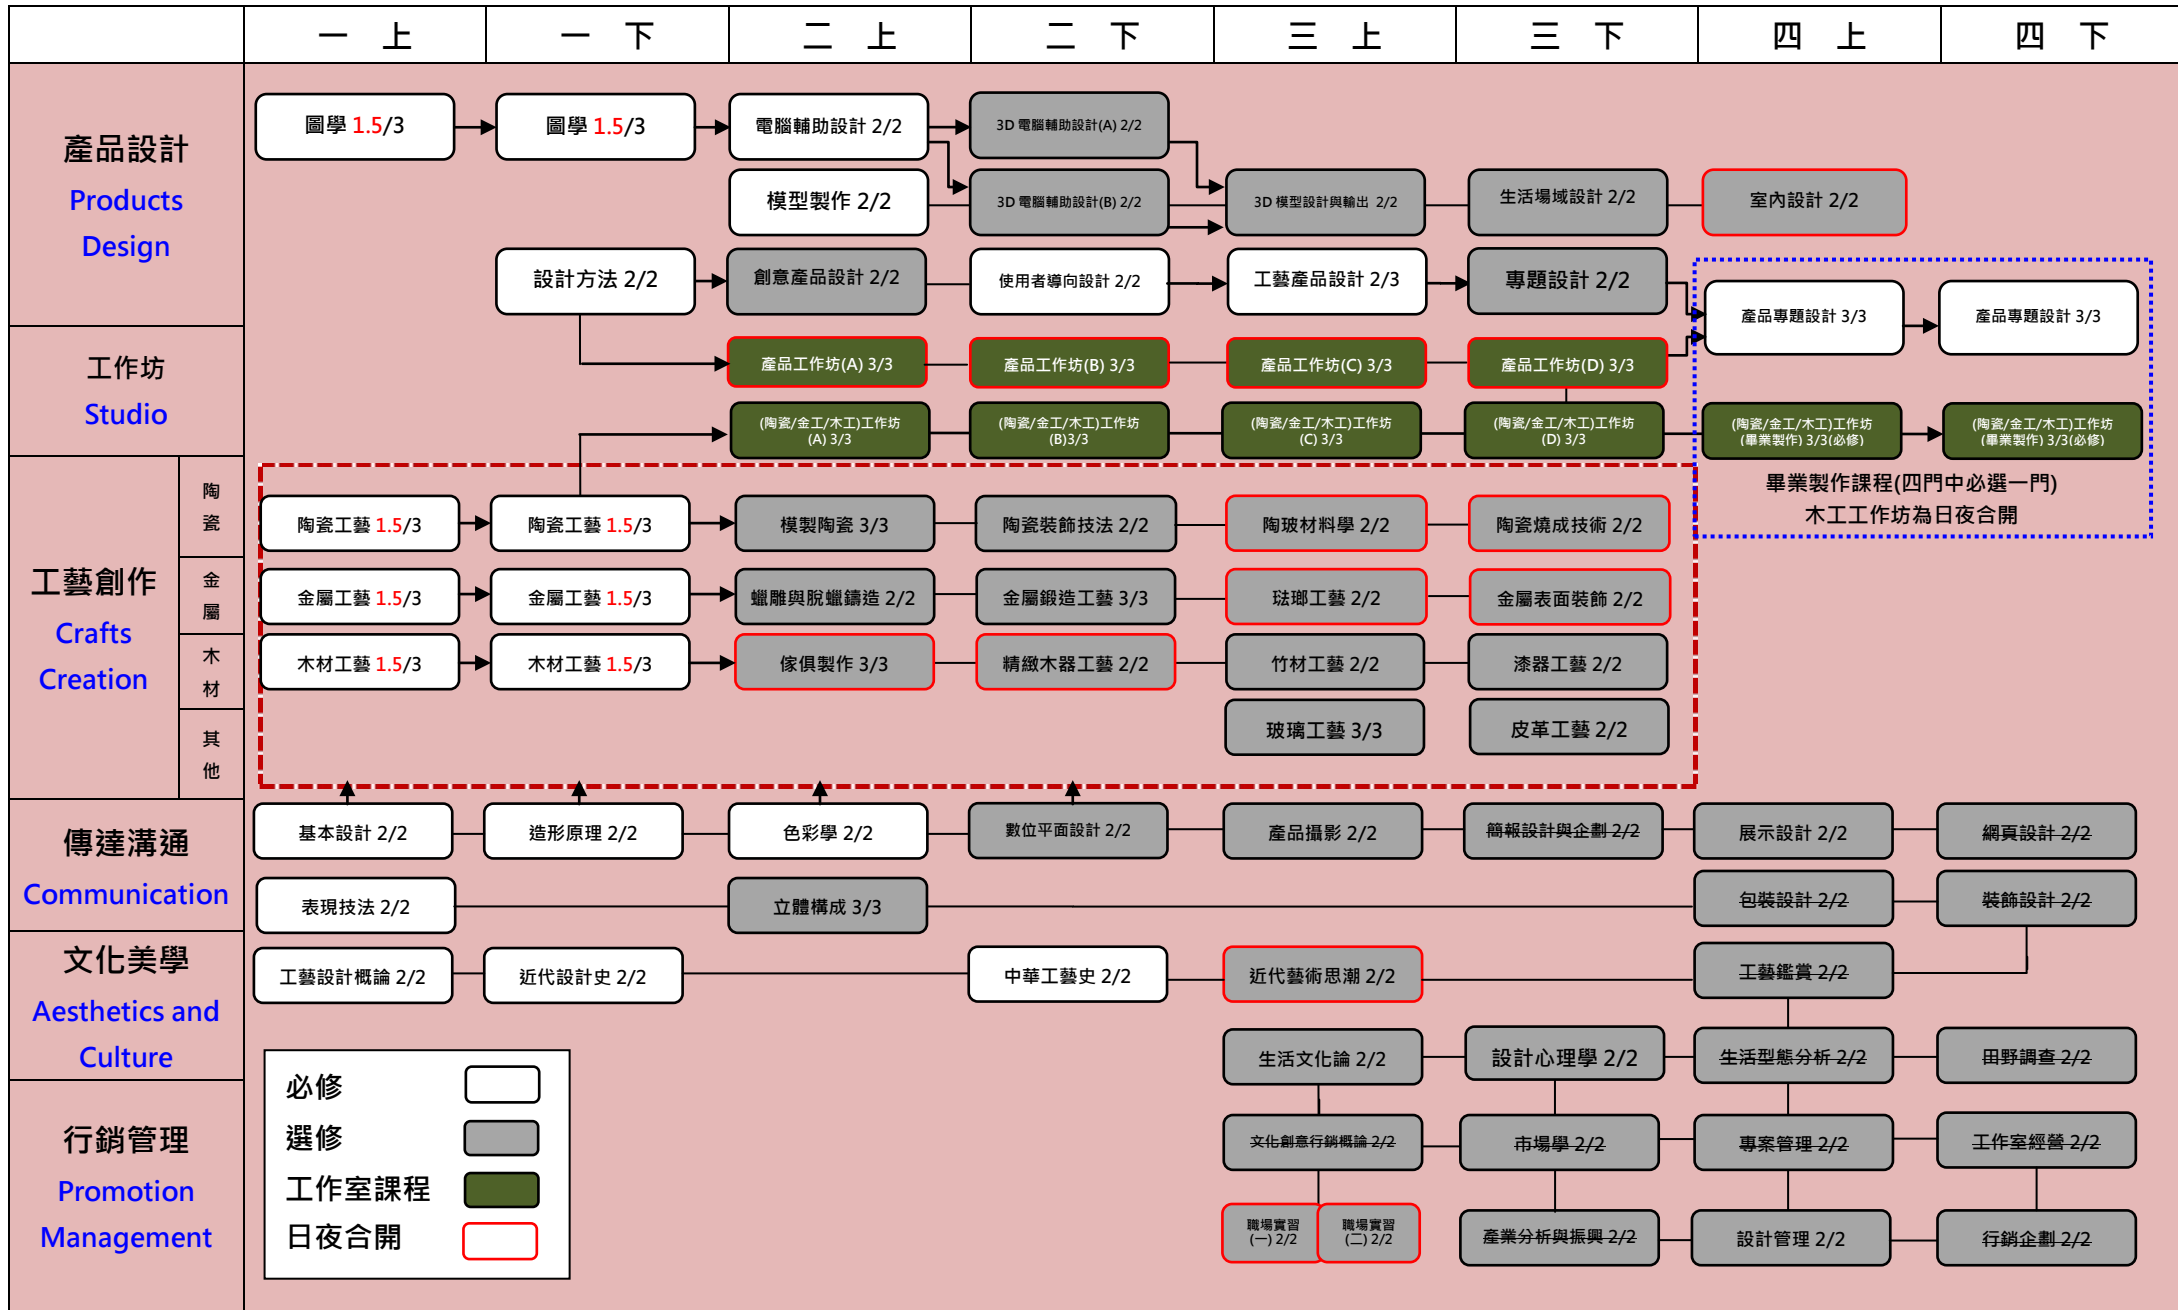 一 上
一 下
二 上
二 下
三 上
三 下
四 上
四 下
產品設計
Products
Design
圖學 1.5/3
圖學 1.5/3
電腦輔助設計 2/2
3D 電腦輔助設計(A) 2/2
模型製作 2/2
3D 電腦輔助設計(B) 2/2
3D 模型設計與輸出 2/2
生活場域設計 2/2
室內設計 2/2
設計方法 2/2
創意產品設計 2/2
使用者導向設計 2/2
工藝產品設計 2/3
專題設計 2/2
產品專題設計 3/3
產品專題設計 3/3
工作坊
Studio
產品工作坊(A) 3/3
產品工作坊(B) 3/3
產品工作坊(C) 3/3
產品工作坊(D) 3/3
(陶瓷/金工/木工)工作坊
(A) 3/3
(陶瓷/金工/木工)工作坊
(B)3/3
(陶瓷/金工/木工)工作坊
(C) 3/3
(陶瓷/金工/木工)工作坊
(D) 3/3
(陶瓷/金工/木工)工作坊
(畢業製作) 3/3(必修)
(陶瓷/金工/木工)工作坊
(畢業製作) 3/3(必修)
畢業製作課程(四門中必選一門)
木工工作坊為日夜合開
工藝創作
Crafts
Creation
陶
瓷
陶瓷工藝 1.5/3
陶瓷工藝 1.5/3
模製陶瓷 3/3
陶瓷裝飾技法 2/2
陶玻材料學 2/2
陶瓷燒成技術 2/2
金
屬
金屬工藝 1.5/3
金屬工藝 1.5/3
蠟雕與脫蠟鑄造 2/2
金屬鍛造工藝 3/3
琺瑯工藝 2/2
金屬表面裝飾 2/2
木
材
木材工藝 1.5/3
木材工藝 1.5/3
傢俱製作 3/3
精緻木器工藝 2/2
竹材工藝 2/2
漆器工藝 2/2
其
他
玻璃工藝 3/3
皮革工藝 2/2
傳達溝通
Communication
基本設計 2/2
造形原理 2/2
色彩學 2/2
數位平面設計 2/2
產品攝影 2/2
簡報設計與企劃 2/2
展示設計 2/2
網頁設計 2/2
表現技法 2/2
立體構成 3/3
包裝設計 2/2
裝飾設計 2/2
文化美學
Aesthetics and
Culture
工藝設計概論 2/2
近代設計史 2/2
中華工藝史 2/2
近代藝術思潮 2/2
工藝鑑賞 2/2
生活文化論 2/2
設計心理學 2/2
生活型態分析 2/2
田野調查 2/2
行銷管理
Promotion
Management
文化創意行銷概論 2/2
市場學 2/2
專案管理 2/2
工作室經營 2/2
職場實習
(一) 2/2
職場實習
(二) 2/2
產業分析與振興 2/2
設計管理 2/2
行銷企劃 2/2
必修
選修
工作室課程
日夜合開